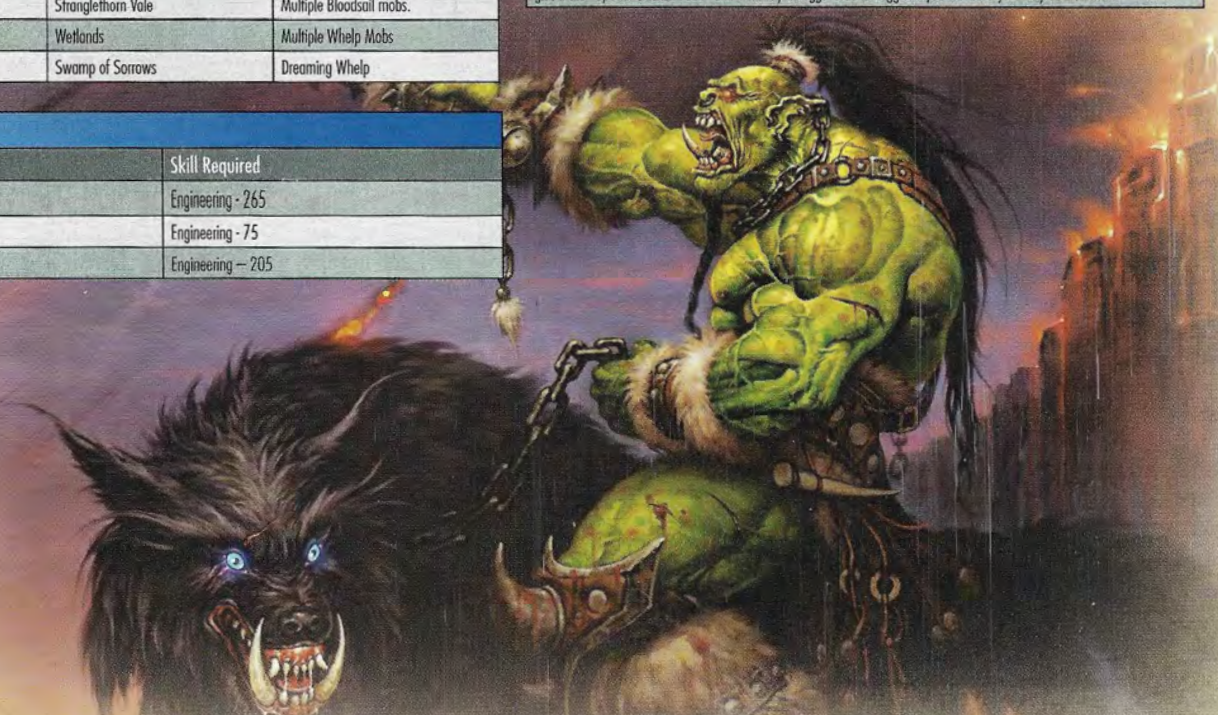 Stranglethorn Vale Multiple Bloodsail mobs.
Wetlands Multiple Whelp Mobs
Swamp of Sorrows Dreaming Whelp
Skill Required
Engineering - 265
Engineering - 75
Engineering – 205